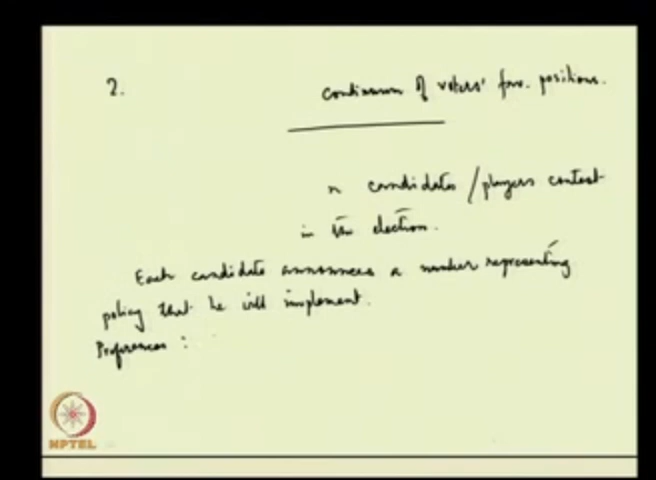 2. continuum of voters' fav. positions.
n candidates / players contest
in the election.
Each candidate announces a number representing
policy that he will implement.
Preferences :
NPTEL